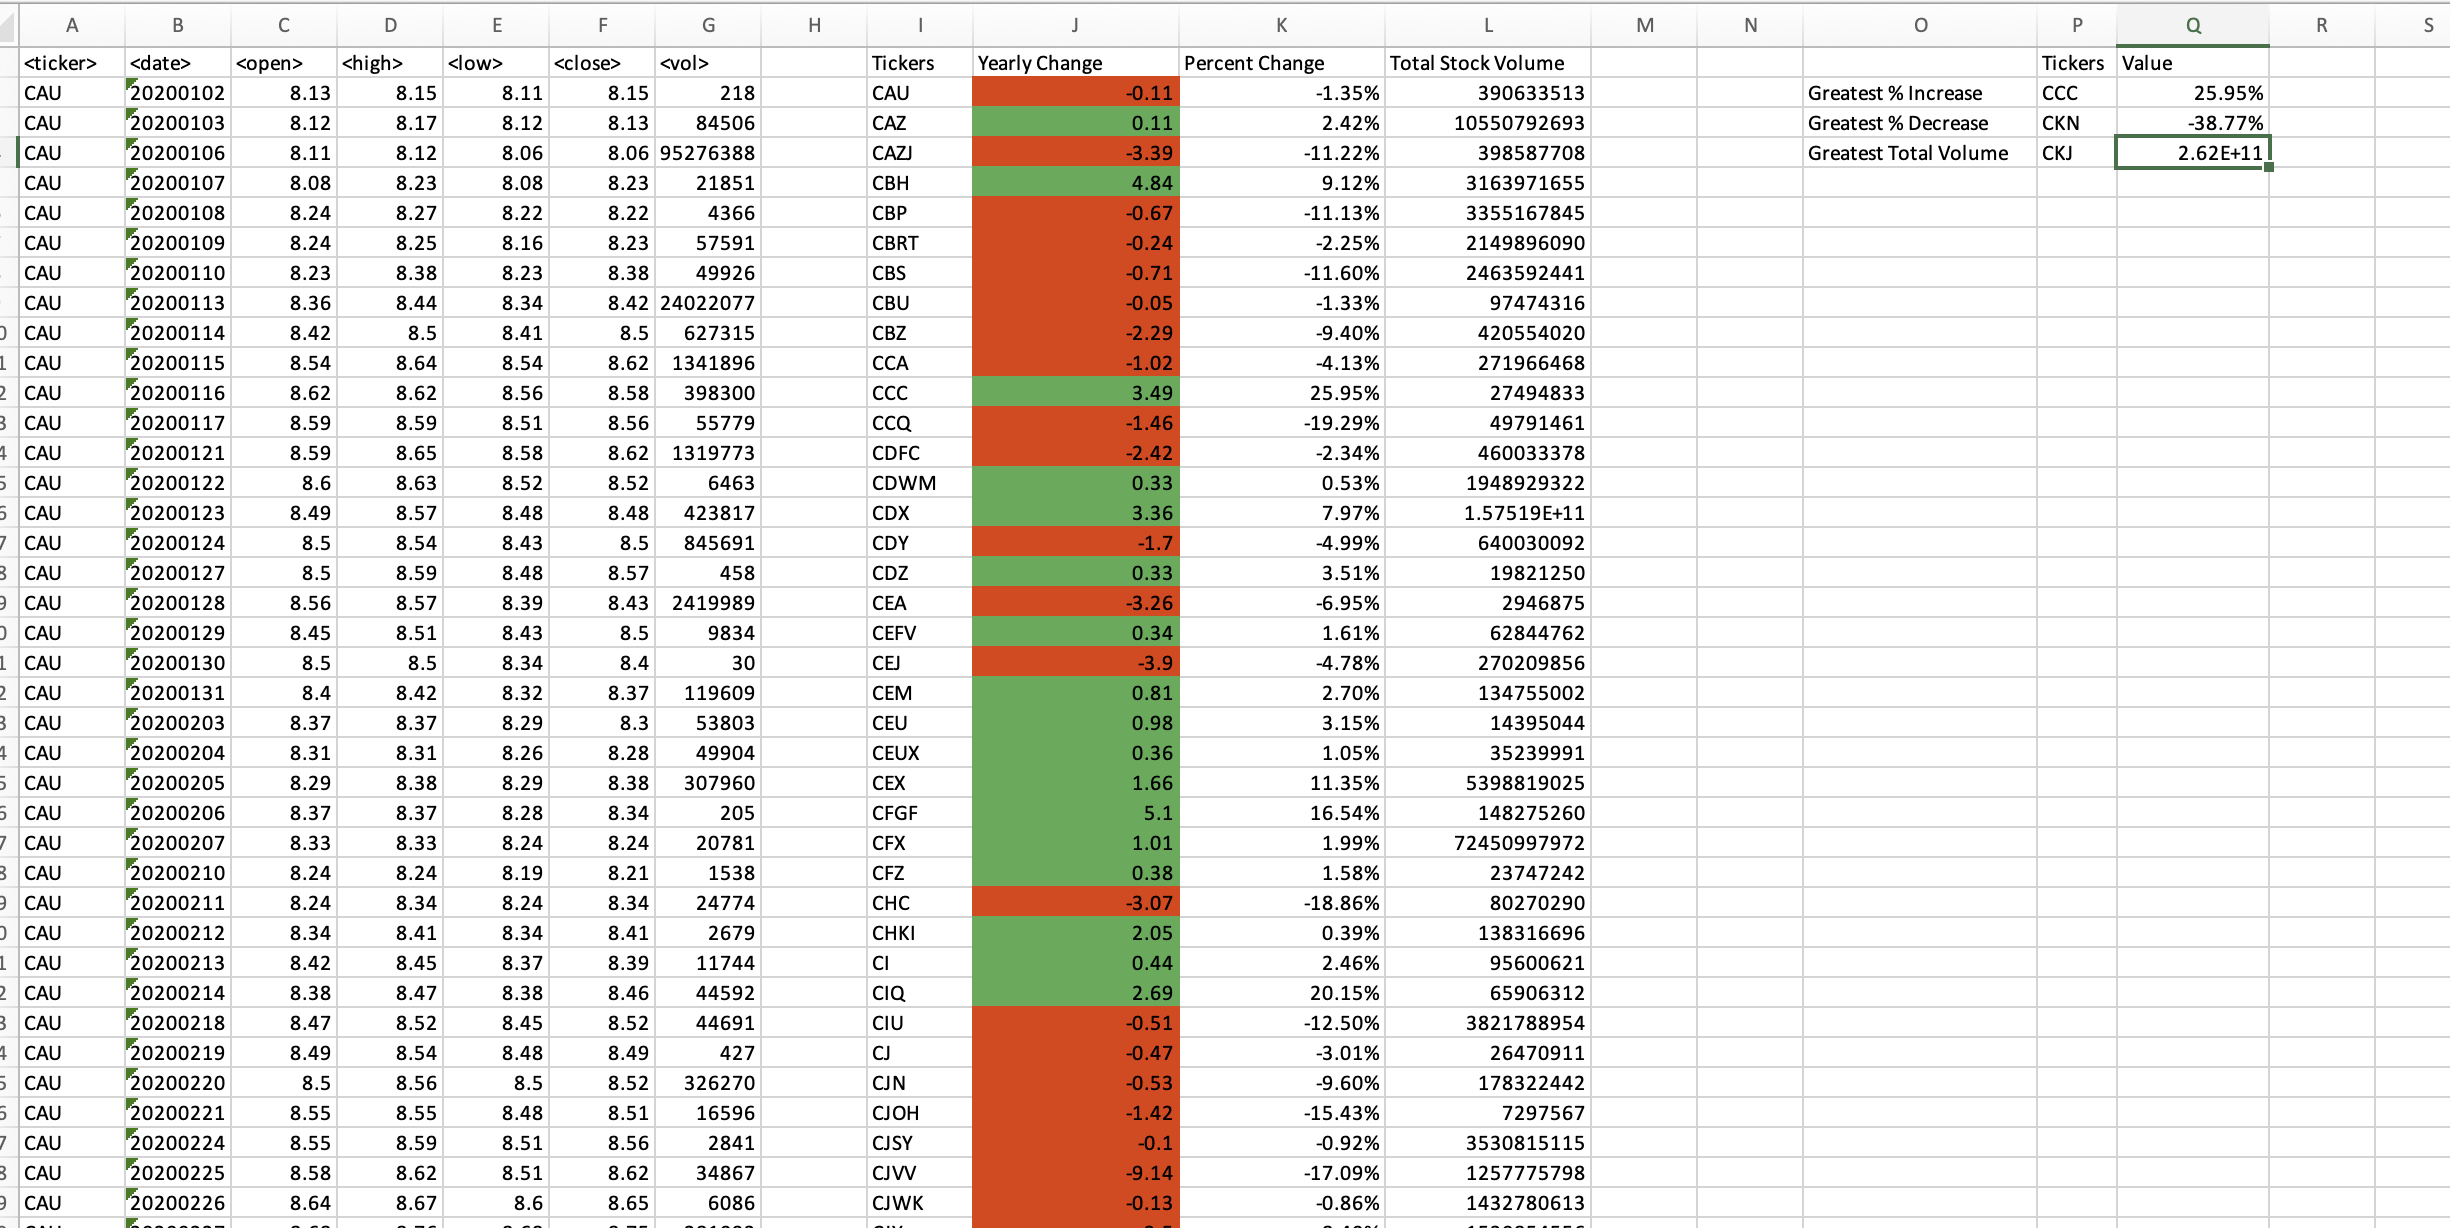 A B C D E F G H I J K L M N O P Q R S
<ticker> <date> <open> <high> <low> <close> <vol> Tickers Yearly Change Percent Change Total Stock Volume Tickers Value
CAU 20200102 8.13 8.15 8.11 8.15 218 CAU -0.11 -1.35% 390633513 Greatest % Increase CCC 25.95%
CAU 20200103 8.12 8.17 8.12 8.13 84506 CAZ 0.11 2.42% 10550792693 Greatest % Decrease CKN -38.77%
CAU 20200106 8.11 8.12 8.06 8.06 95276388 CAZJ -3.39 -11.22% 398587708 Greatest Total Volume CKJ 2.62E+11
CAU 20200107 8.08 8.23 8.08 8.23 21851 CBH 4.84 9.12% 3163971655
CAU 20200108 8.24 8.27 8.22 8.22 4366 CBP -0.67 -11.13% 3355167845
CAU 20200109 8.24 8.25 8.16 8.23 57591 CBRT -0.24 -2.25% 2149896090
CAU 20200110 8.23 8.38 8.23 8.38 49926 CBS -0.71 -11.60% 2463592441
CAU 20200113 8.36 8.44 8.34 8.42 24022077 CBU -0.05 -1.33% 97474316
CAU 20200114 8.42 8.5 8.41 8.5 627315 CBZ -2.29 -9.40% 420554020
CAU 20200115 8.54 8.64 8.54 8.62 1341896 CCA -1.02 -4.13% 271966468
CAU 20200116 8.62 8.62 8.56 8.58 398300 CCC 3.49 25.95% 27494833
CAU 20200117 8.59 8.59 8.51 8.56 55779 CCQ -1.46 -19.29% 49791461
CAU 20200121 8.59 8.65 8.58 8.62 1319773 CDFC -2.42 -2.34% 460033378
CAU 20200122 8.6 8.63 8.52 8.52 6463 CDWM 0.33 0.53% 1948929322
CAU 20200123 8.49 8.57 8.48 8.48 423817 CDX 3.36 7.97% 1.57519E+11
CAU 20200124 8.5 8.54 8.43 8.5 845691 CDY -1.7 -4.99% 640030092
CAU 20200127 8.5 8.59 8.48 8.57 458 CDZ 0.33 3.51% 19821250
CAU 20200128 8.56 8.57 8.39 8.43 2419989 CEA -3.26 -6.95% 2946875
CAU 20200129 8.45 8.51 8.43 8.5 9834 CEFV 0.34 1.61% 62844762
CAU 20200130 8.5 8.5 8.34 8.4 30 CEJ -3.9 -4.78% 270209856
CAU 20200131 8.4 8.42 8.32 8.37 119609 CEM 0.81 2.70% 134755002
CAU 20200203 8.37 8.37 8.29 8.3 53803 CEU 0.98 3.15% 14395044
CAU 20200204 8.31 8.31 8.26 8.28 49904 CEUX 0.36 1.05% 35239991
CAU 20200205 8.29 8.38 8.29 8.38 307960 CEX 1.66 11.35% 5398819025
CAU 20200206 8.37 8.37 8.28 8.34 205 CFGF 5.1 16.54% 148275260
CAU 20200207 8.33 8.33 8.24 8.24 20781 CFX 1.01 1.99% 72450997972
CAU 20200210 8.24 8.24 8.19 8.21 1538 CFZ 0.38 1.58% 23747242
CAU 20200211 8.24 8.34 8.24 8.34 24774 CHC -3.07 -18.86% 80270290
CAU 20200212 8.34 8.41 8.34 8.41 2679 CHKI 2.05 0.39% 138316696
CAU 20200213 8.42 8.45 8.37 8.39 11744 CI 0.44 2.46% 95600621
CAU 20200214 8.38 8.47 8.38 8.46 44592 CIQ 2.69 20.15% 65906312
CAU 20200218 8.47 8.52 8.45 8.52 44691 CIU -0.51 -12.50% 3821788954
CAU 20200219 8.49 8.54 8.48 8.49 427 CJ -0.47 -3.01% 26470911
CAU 20200220 8.5 8.56 8.5 8.52 326270 CJN -0.53 -9.60% 178322442
CAU 20200221 8.55 8.55 8.48 8.51 16596 CJOH -1.42 -15.43% 7297567
CAU 20200224 8.55 8.59 8.51 8.56 2841 CJSY -0.1 -0.92% 3530815115
CAU 20200225 8.58 8.62 8.51 8.62 34867 CJVV -9.14 -17.09% 1257775798
CAU 20200226 8.64 8.67 8.6 8.65 6086 CJWK -0.13 -0.86% 1432780613